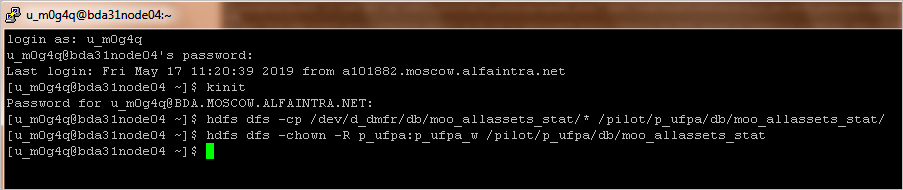 u_m0g4q@bda31node04:~
login as: u_m0g4q
u_m0g4q@bda31node04's password:
Last login: Fri May 17 11:20:39 2019 from a101882.moscow.alfaintra.net
[u_m0g4q@bda31node04 ~]$ kinit
Password for u_m0g4q@BDA.MOSCOW.ALFAINTRA.NET:
[u_m0g4q@bda31node04 ~]$ hdfs dfs -cp /dev/d_dmfr/db/moo_allassets_stat/* /pilot/p_ufpa/db/moo_allassets_stat/
[u_m0g4q@bda31node04 ~]$ hdfs dfs -chown -R p_ufpa:p_ufpa_w /pilot/p_ufpa/db/moo_allassets_stat
[u_m0g4q@bda31node04 ~]$